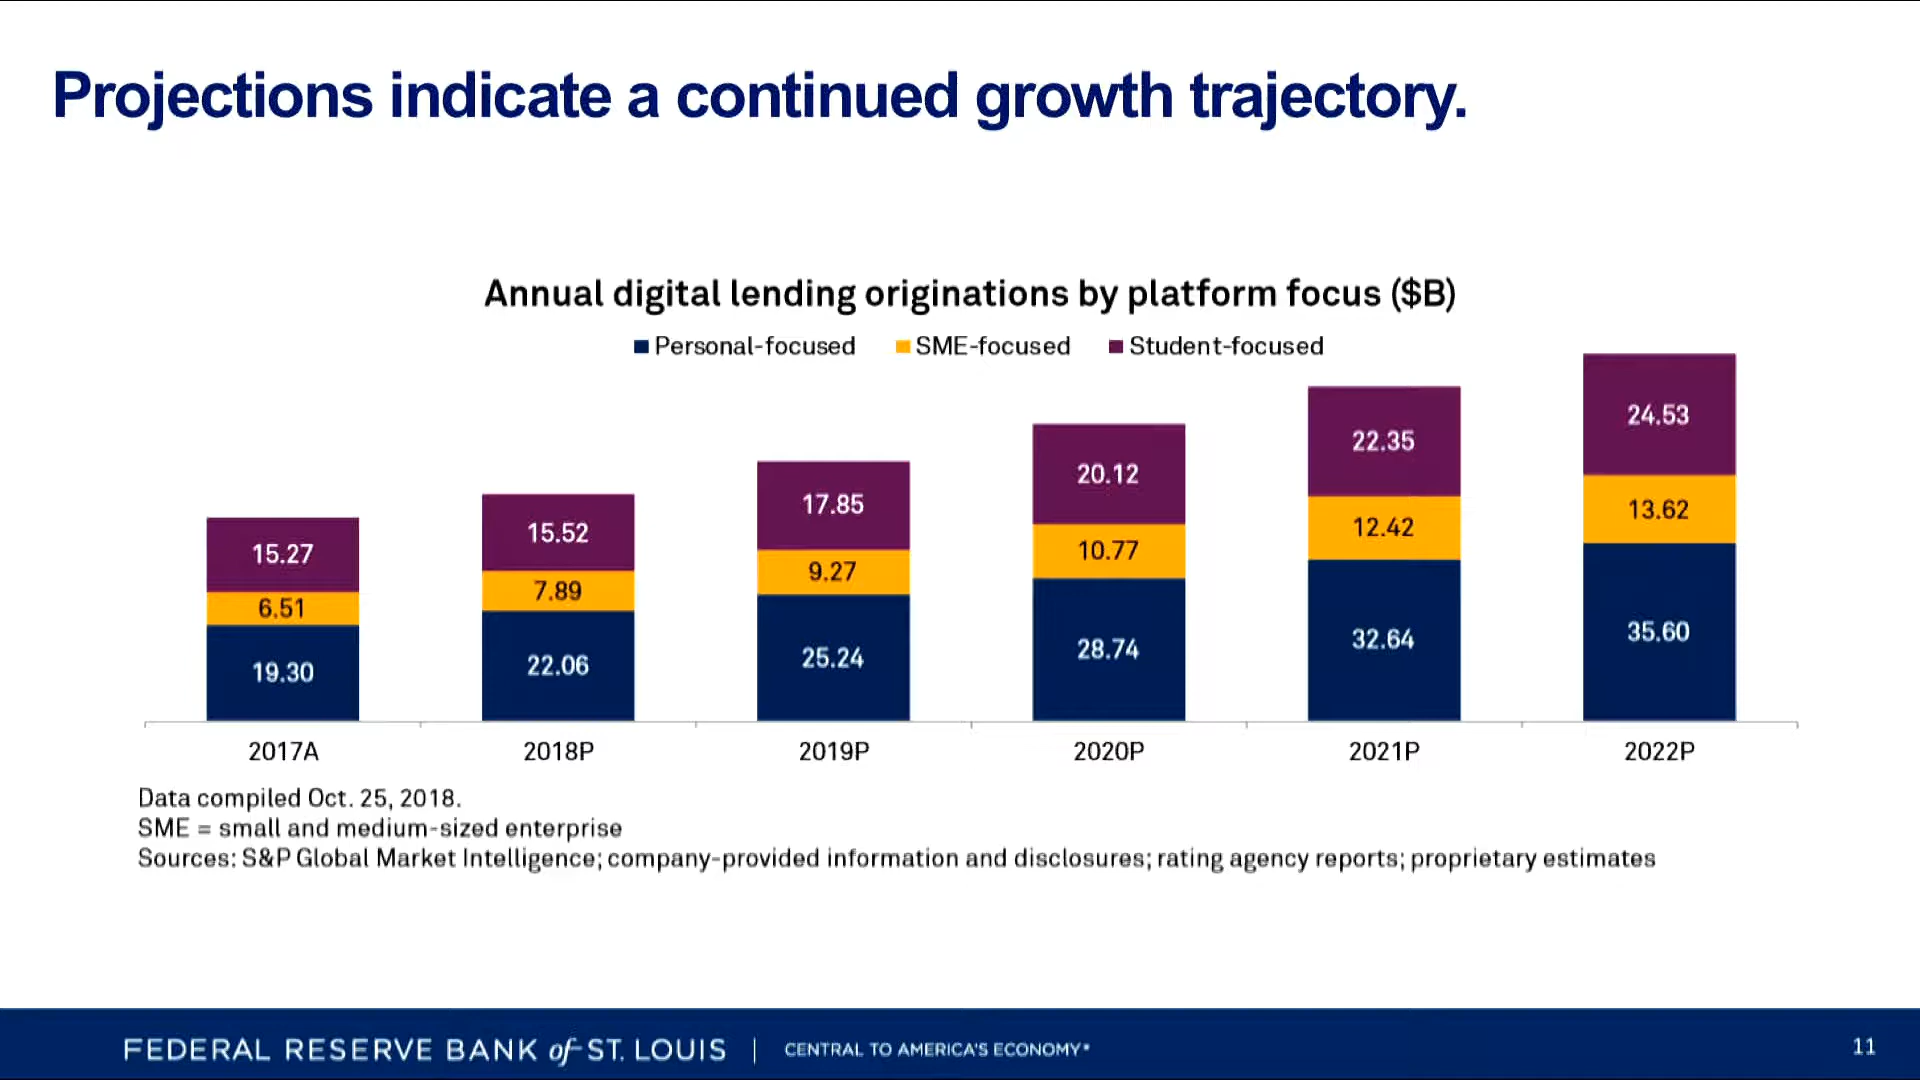 Projections indicate a continued growth trajectory.
Annual digital lending originations by platform focus ($B)
Personal-focused SME-focused Student-focused
15.27 15.52 17.85 20.12 22.35 24.53
6.51 7.89 9.27 10.77 12.42 13.62
19.30 22.06 25.24 28.74 32.64 35.60
2017A 2018P 2019P 2020P 2021P 2022P
Data compiled Oct. 25, 2018.
SME = small and medium-sized enterprise
Sources: S&P Global Market Intelligence; company-provided information and disclosures; rating agency reports; proprietary estimates
FEDERAL RESERVE BANK of ST. LOUIS | CENTRAL TO AMERICA'S ECONOMY® 11